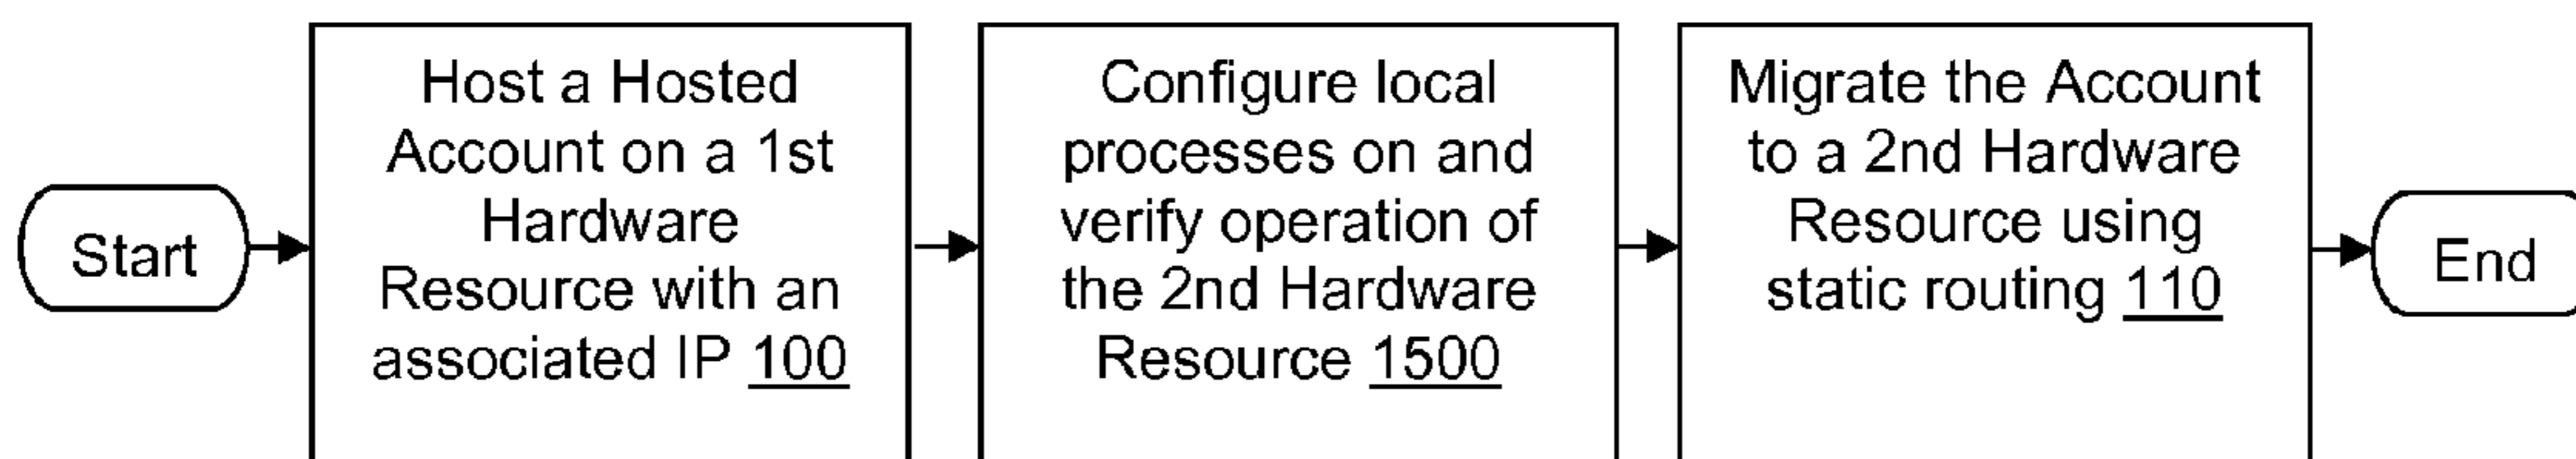 Start
Host a Hosted
Account on a 1st
Hardware
Resource with an
associated IP 100
Configure local
processes on and
verify operation of
the 2nd Hardware
Resource 1500
Migrate the Account
to a 2nd Hardware
Resource using
static routing 110
End